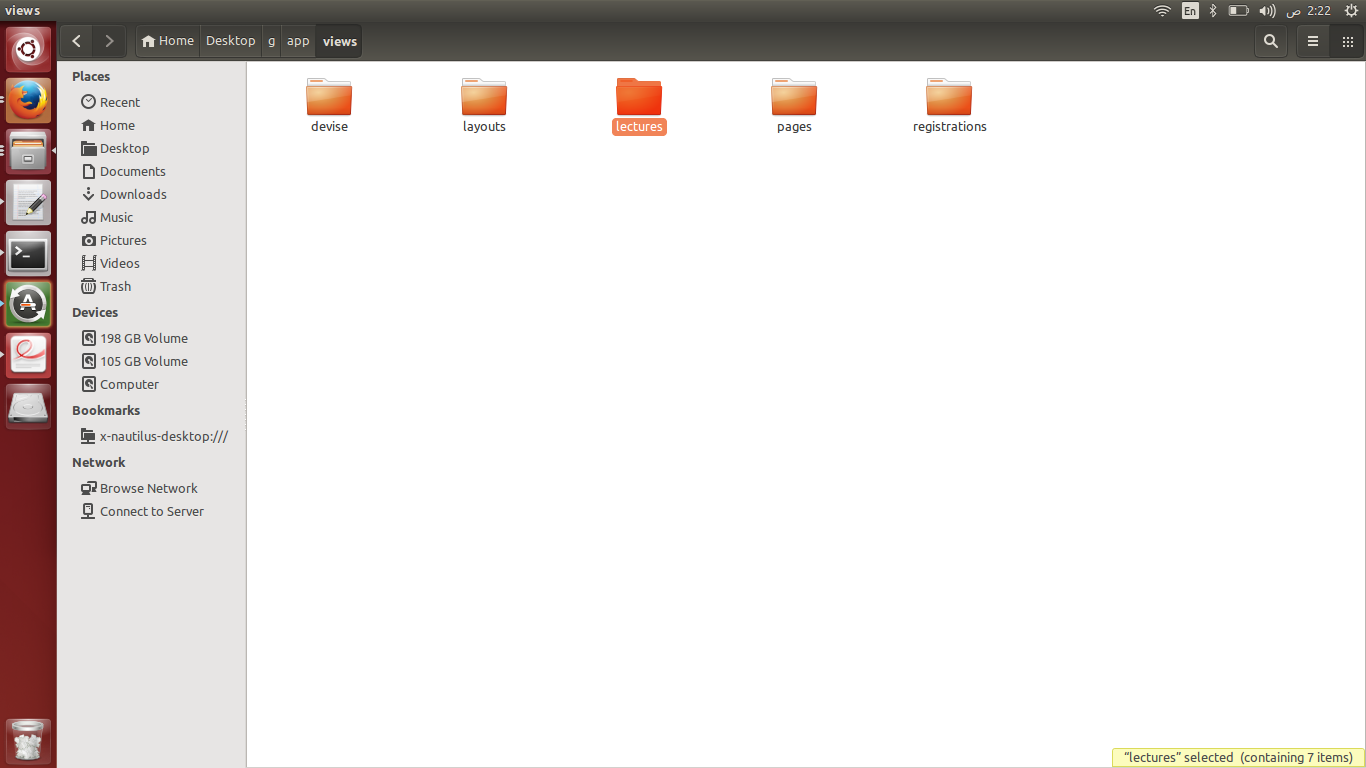 views
En
2:22 ص
Home Desktop g app views
Places
Recent
Home
Desktop
Documents
Downloads
Music
Pictures
Videos
Trash
Devices
198 GB Volume
105 GB Volume
Computer
Bookmarks
x-nautilus-desktop:///
Network
Browse Network
Connect to Server
devise
layouts
lectures
pages
registrations
“lectures” selected (containing 7 items)